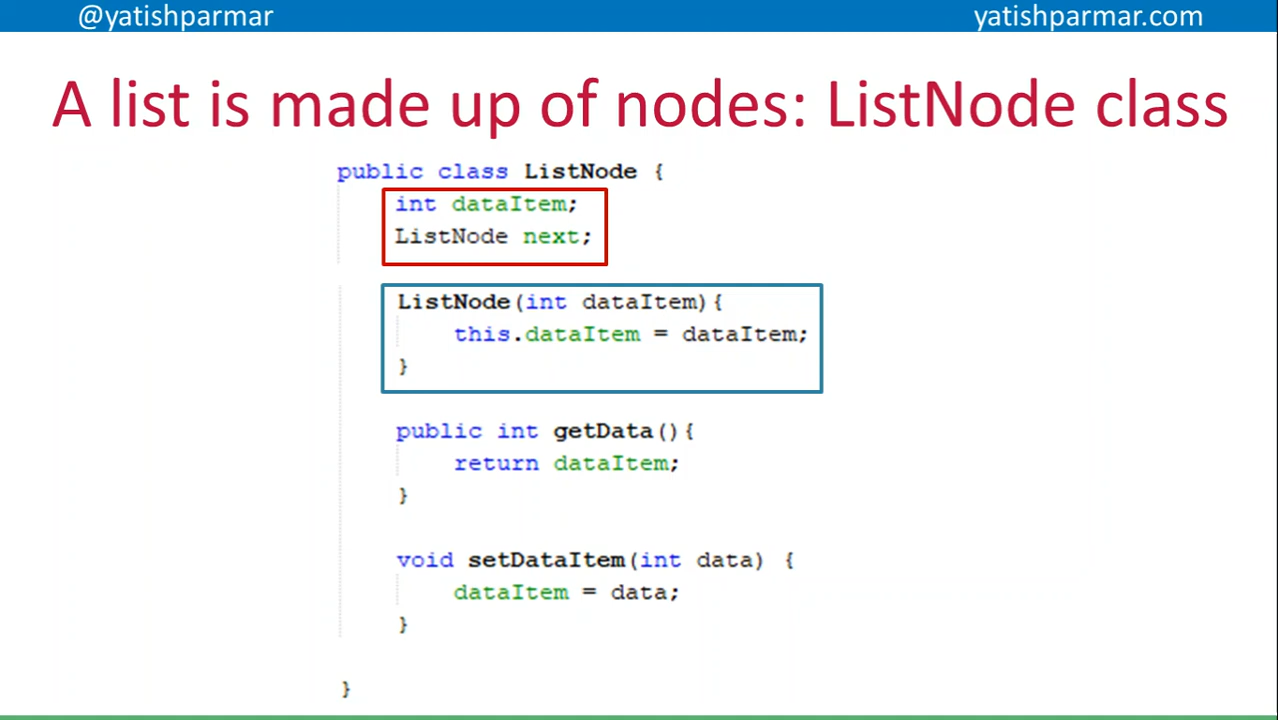 @yatishparmar yatishparmar.com
A list is made up of nodes: ListNode class
public class ListNode {
int dataItem;
ListNode next;
ListNode(int dataItem){
this.dataItem = dataItem;
}
public int getData(){
return dataItem;
}
void setDataItem(int data) {
dataItem = data;
}
}